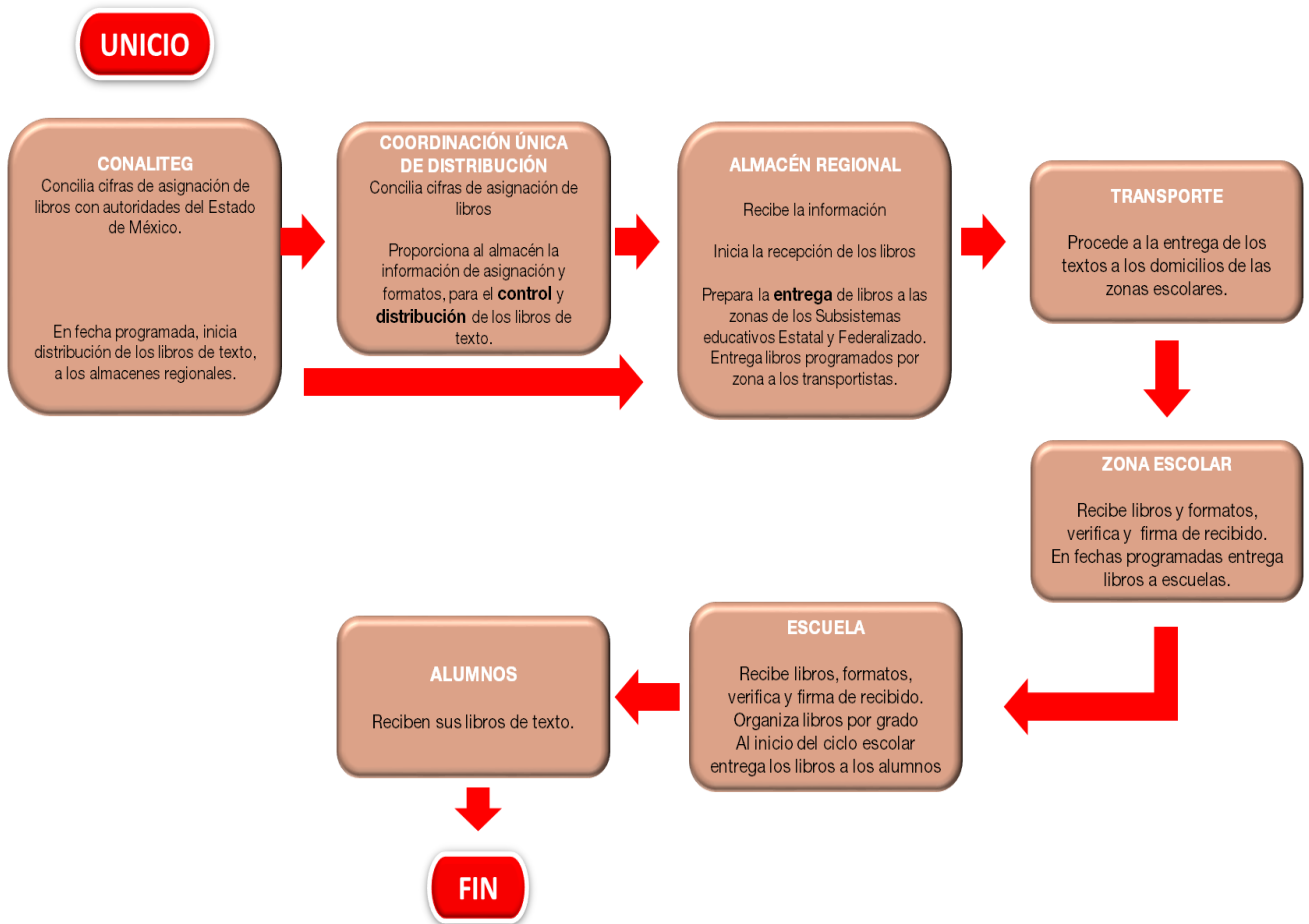 UNICIO
CONALITEG
Concilia cifras de asignación de
libros con autoridades del Estado
de México.
En fecha programada, inicia
distribución de los libros de texto,
a los almacenes regionales.
COORDINACIÓN ÚNICA
DE DISTRIBUCIÓN
Concilia cifras de asignación de
libros
Proporciona al almacén la
información de asignación y
formatos, para el control y
distribución de los libros de
texto.
ALMACÉN REGIONAL
Recibe la información
Inicia la recepción de los libros
Prepara la entrega de libros a las
zonas de los Subsistemas
educativos Estatal y Federalizado.
Entrega libros programados por
zona a los transportistas.
TRANSPORTE
Procede a la entrega de los
textos a los domicilios de las
zonas escolares.
ZONA ESCOLAR
Recibe libros y formatos,
verifica y firma de recibido.
En fechas programadas entrega
libros a escuelas.
ESCUELA
Recibe libros, formatos,
verifica y firma de recibido.
Organiza libros por grado
Al inicio del ciclo escolar
entrega los libros a los alumnos
ALUMNOS
Reciben sus libros de texto.
FIN